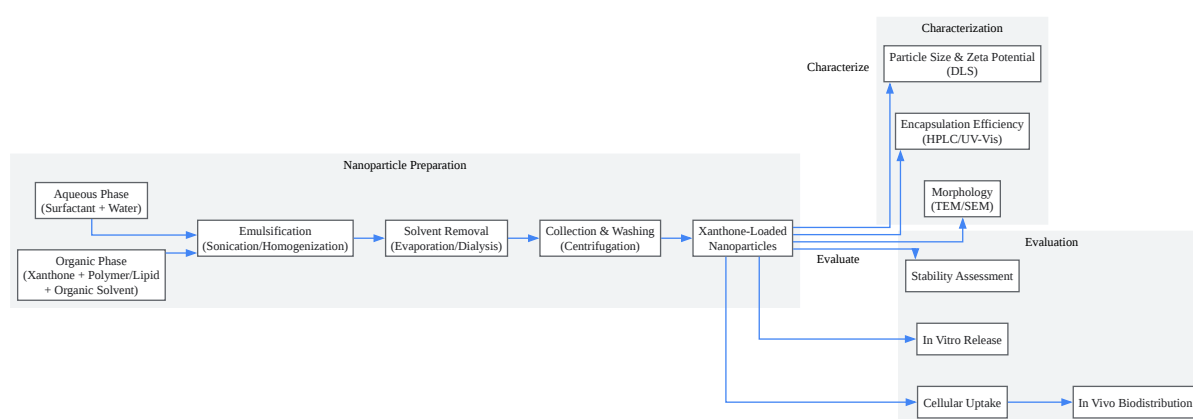 Characterization
Characterize
Particle Size & Zeta Potential
(DLS)
Encapsulation Efficiency
(HPLC/UV-Vis)
Morphology
(TEM/SEM)
Nanoparticle Preparation
Aqueous Phase
(Surfactant + Water)
Organic Phase
(Xanthone + Polymer/Lipid
+ Organic Solvent)
Emulsification
(Sonication/Homogenization)
Solvent Removal
(Evaporation/Dialysis)
Collection & Washing
(Centrifugation)
Xanthone-Loaded
Nanoparticles
Evaluate
Evaluation
Stability Assessment
In Vitro Release
Cellular Uptake
In Vivo Biodistribution